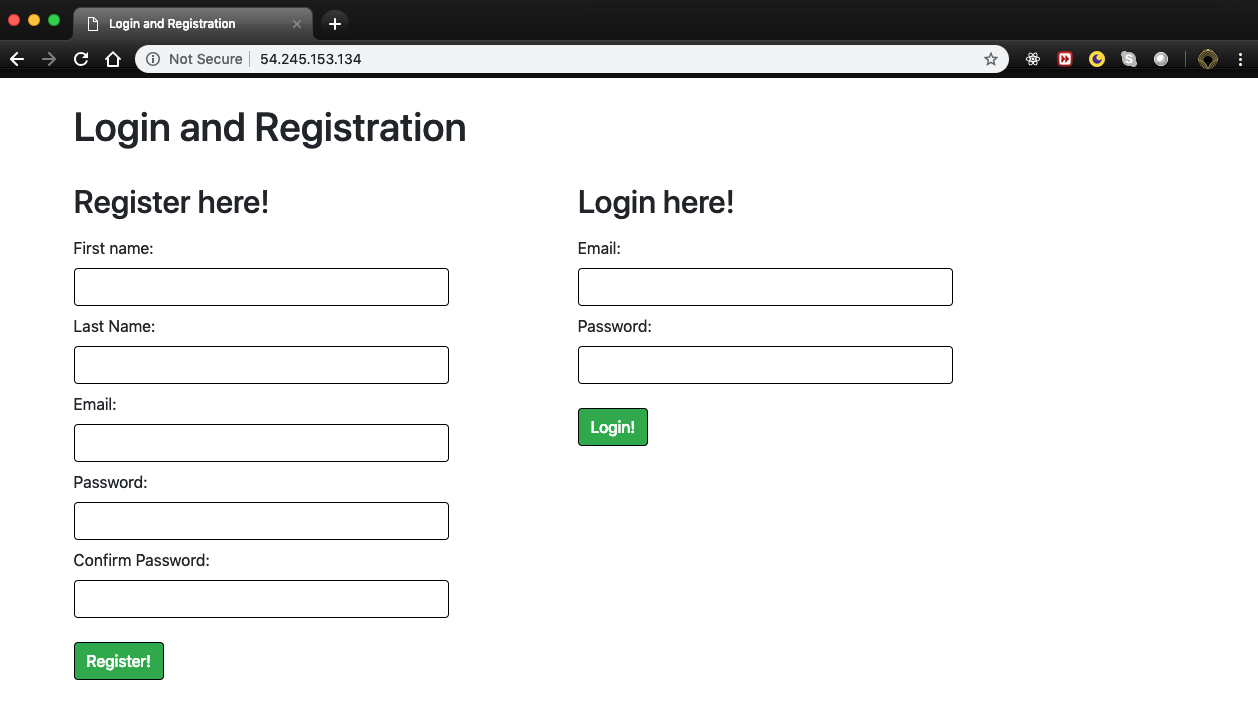 Login and Registration
Not Secure 54.245.153.134
Login and Registration
Register here!
First name:
Last Name:
Email:
Password:
Confirm Password:
Register!
Login here!
Email:
Password:
Login!